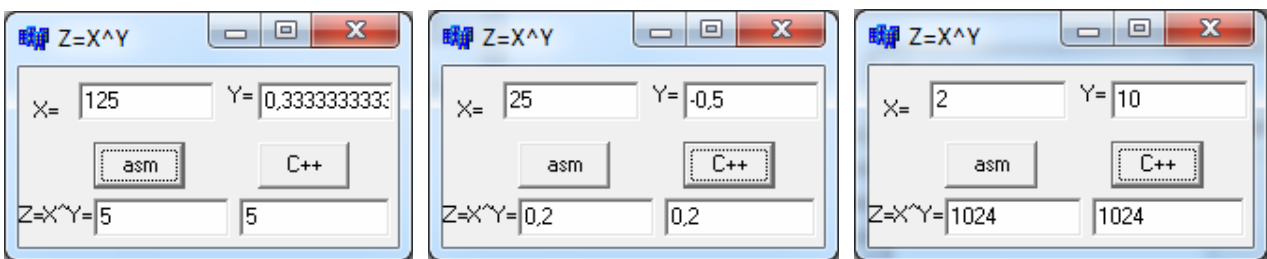 Z=X^Y
X= 125 Y= 0,3333333333
asm C++
Z=X^Y= 5 5
Z=X^Y
X= 25 Y= -0,5
asm C++
Z=X^Y= 0,2 0,2
Z=X^Y
X= 2 Y= 10
asm C++
Z=X^Y= 1024 1024